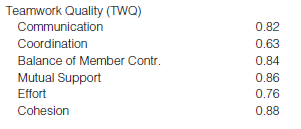 Teamwork Quality (TWQ)
Communication 0.82
Coordination 0.63
Balance of Member Contr. 0.84
Mutual Support 0.86
Effort 0.76
Cohesion 0.88